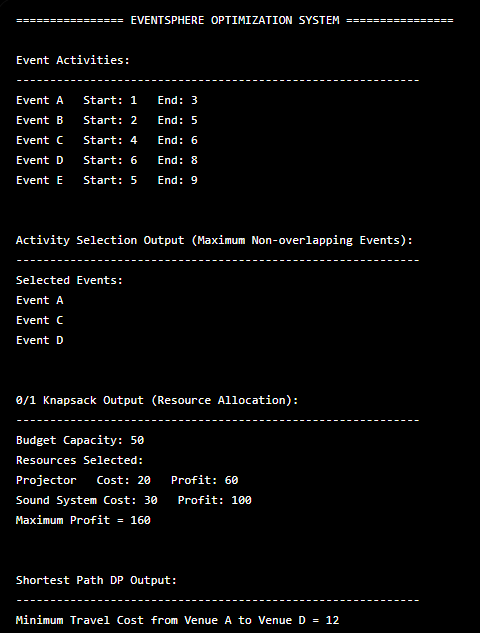 ================ EVENTSPHERE OPTIMIZATION SYSTEM ================
Event Activities:
------------------------------------------------------------
Event A   Start: 1   End: 3
Event B   Start: 2   End: 5
Event C   Start: 4   End: 6
Event D   Start: 6   End: 8
Event E   Start: 5   End: 9
Activity Selection Output (Maximum Non-overlapping Events):
------------------------------------------------------------
Selected Events:
Event A
Event C
Event D
0/1 Knapsack Output (Resource Allocation):
------------------------------------------------------------
Budget Capacity: 50
Resources Selected:
Projector   Cost: 20   Profit: 60
Sound System Cost: 30   Profit: 100
Maximum Profit = 160
Shortest Path DP Output:
------------------------------------------------------------
Minimum Travel Cost from Venue A to Venue D = 12